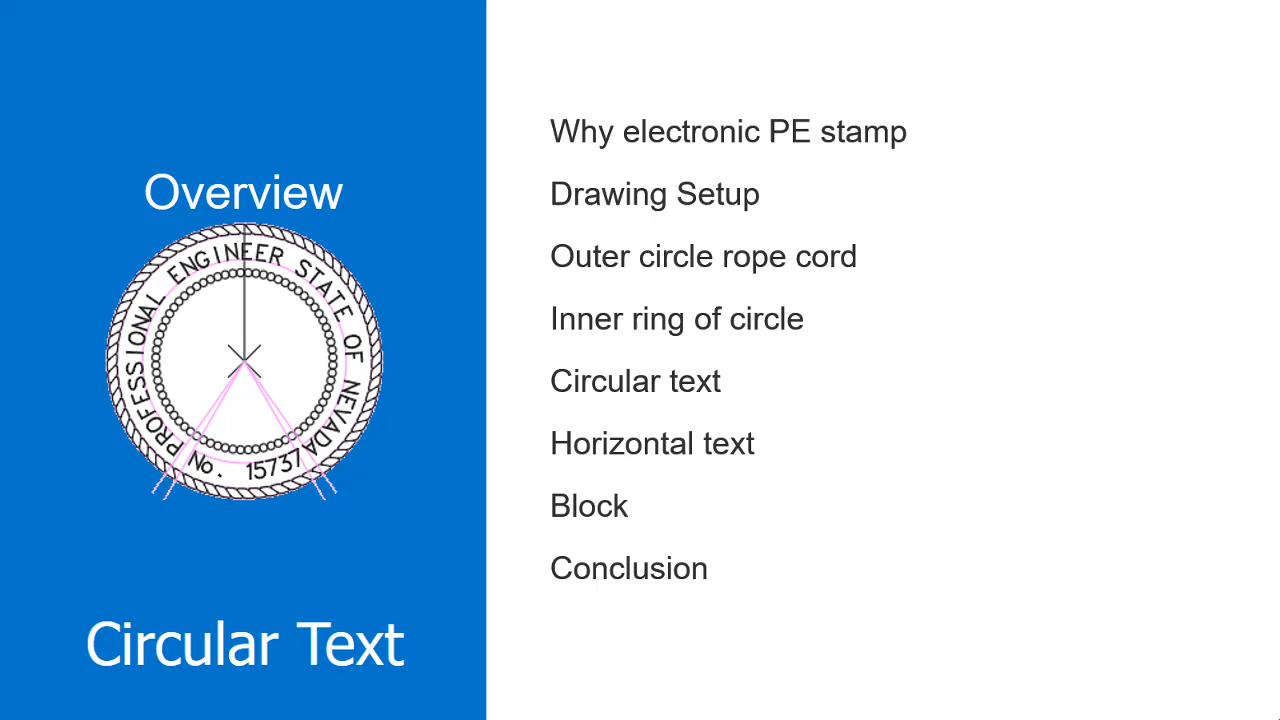 Overview
PROFESSIONAL ENGINEER STATE OF NEVADA
No. 15737
Circular Text
Why electronic PE stamp
Drawing Setup
Outer circle rope cord
Inner ring of circle
Circular text
Horizontal text
Block
Conclusion